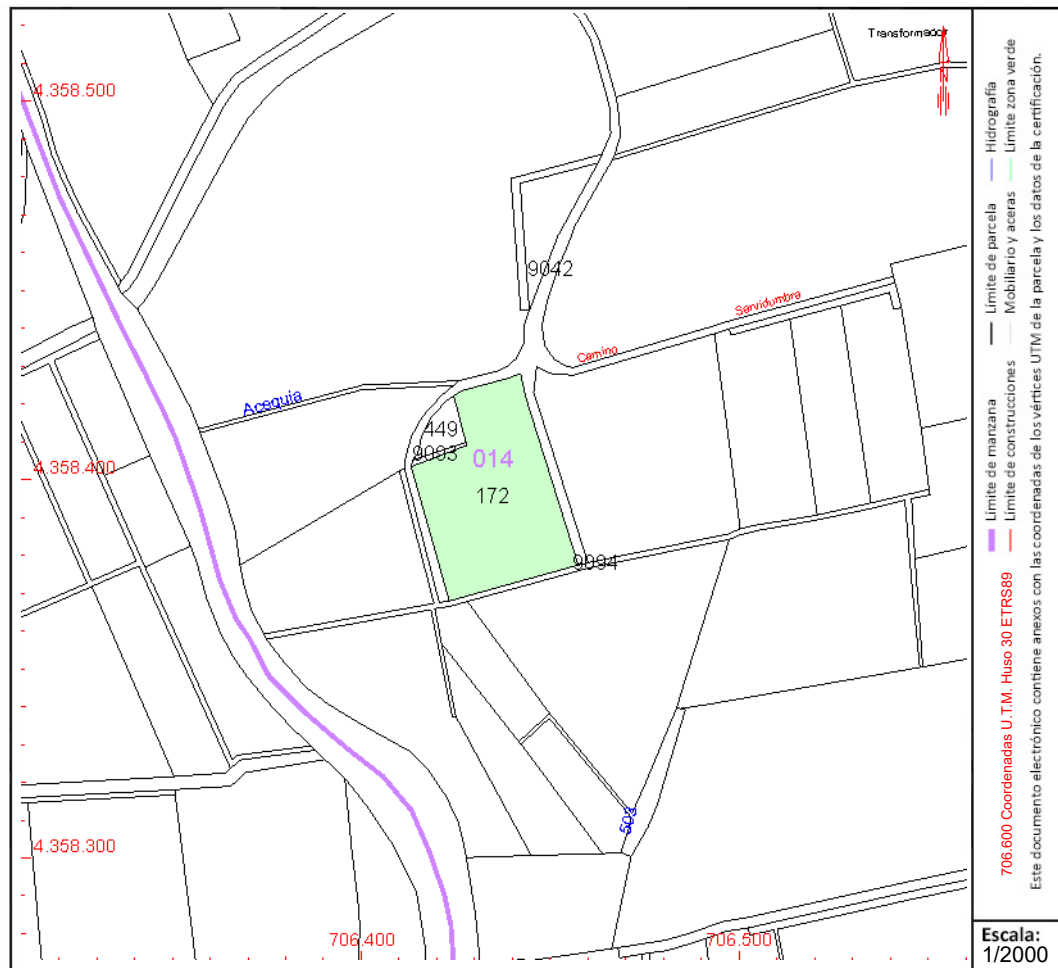 Transformador
4.358.500
9042
Servidumbre
Camino
Acequia
449
9093
014
4.358.400
172
9094
503
4.358.300
706.400
706.500
Límite de manzana
Límite de parcela
Hidrografía
Límite de construcciones
Mobiliario y aceras
Límite zona verde
706.600 Coordenadas U.T.M. Huso 30 ETRS89
Este documento electrónico contiene anexos con las coordenadas de los vértices UTM de la parcela y los datos de la certificación.
Escala:
1/2000